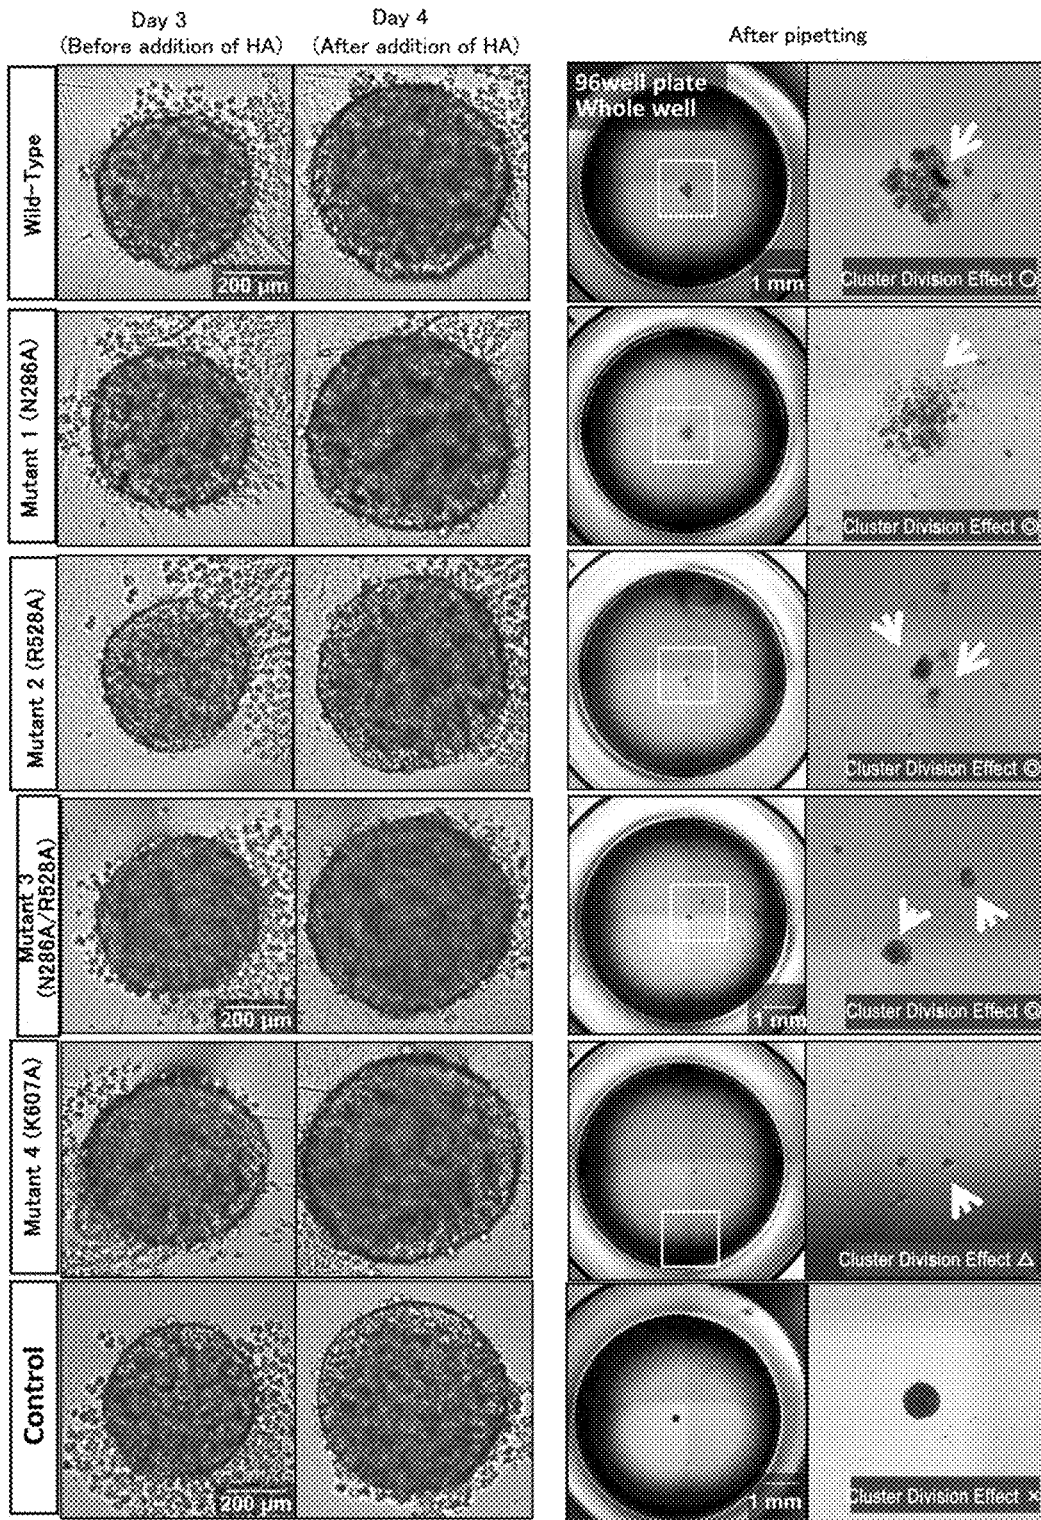 Day 3
(Before addition of HA)
Day 4
(After addition of HA)
After pipetting
Wild-Type
200 μm
96well plate
Whole well
1 mm
Cluster Division Effect ○
Mutant 1 (N286A)
Cluster Division Effect ◎
Mutant 2 (R528A)
Cluster Division Effect ◎
Mutant 3
(N286A/R528A)
200 μm
1 mm
Cluster Division Effect ◎
Mutant 4 (K607A)
Cluster Division Effect △
Control
200 μm
1 mm
Cluster Division Effect ×